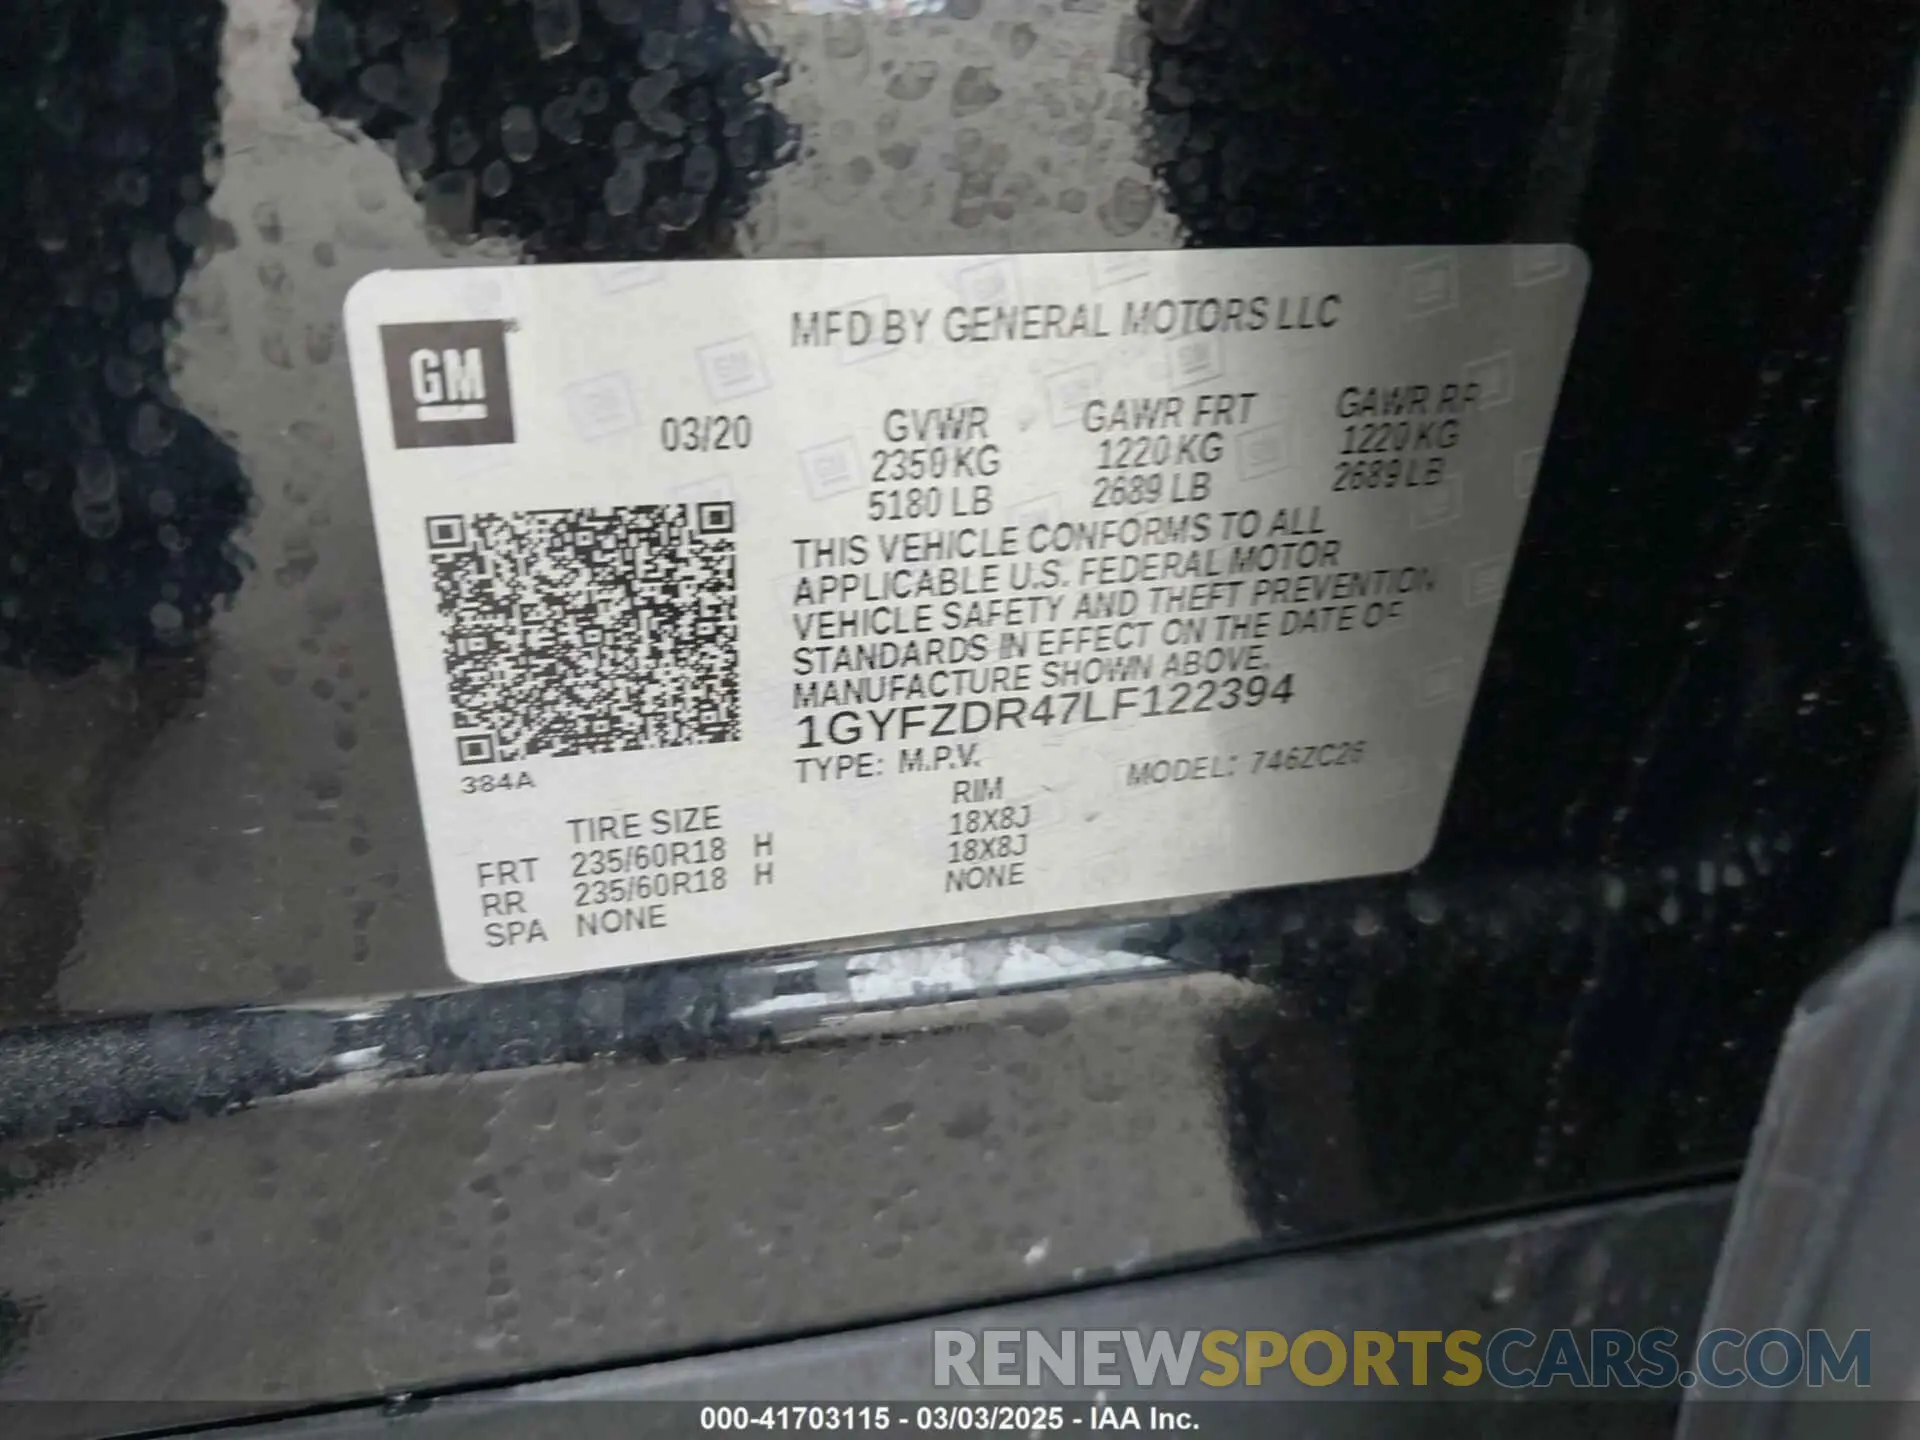 GM
MFD BY GENERAL MOTORS LLC
03/20
GVWR GAWR FRT GAWR RR
2350 KG 1220 KG 1220 KG
5180 LB 2689 LB 2689 LB
THIS VEHICLE CONFORMS TO ALL
APPLICABLE U.S. FEDERAL MOTOR
VEHICLE SAFETY AND THEFT PREVENTION
STANDARDS IN EFFECT ON THE DATE OF
MANUFACTURE SHOWN ABOVE.
1GYFZDR47LF122394
TYPE: M.P.V. MODEL: 746ZC26
384A
TIRE SIZE RIM
FRT 235/60R18 H 18X8J
RR 235/60R18 H 18X8J
SPA NONE NONE
RENEWSPORTSCARS.COM
000-41703115 - 03/03/2025 - IAA Inc.